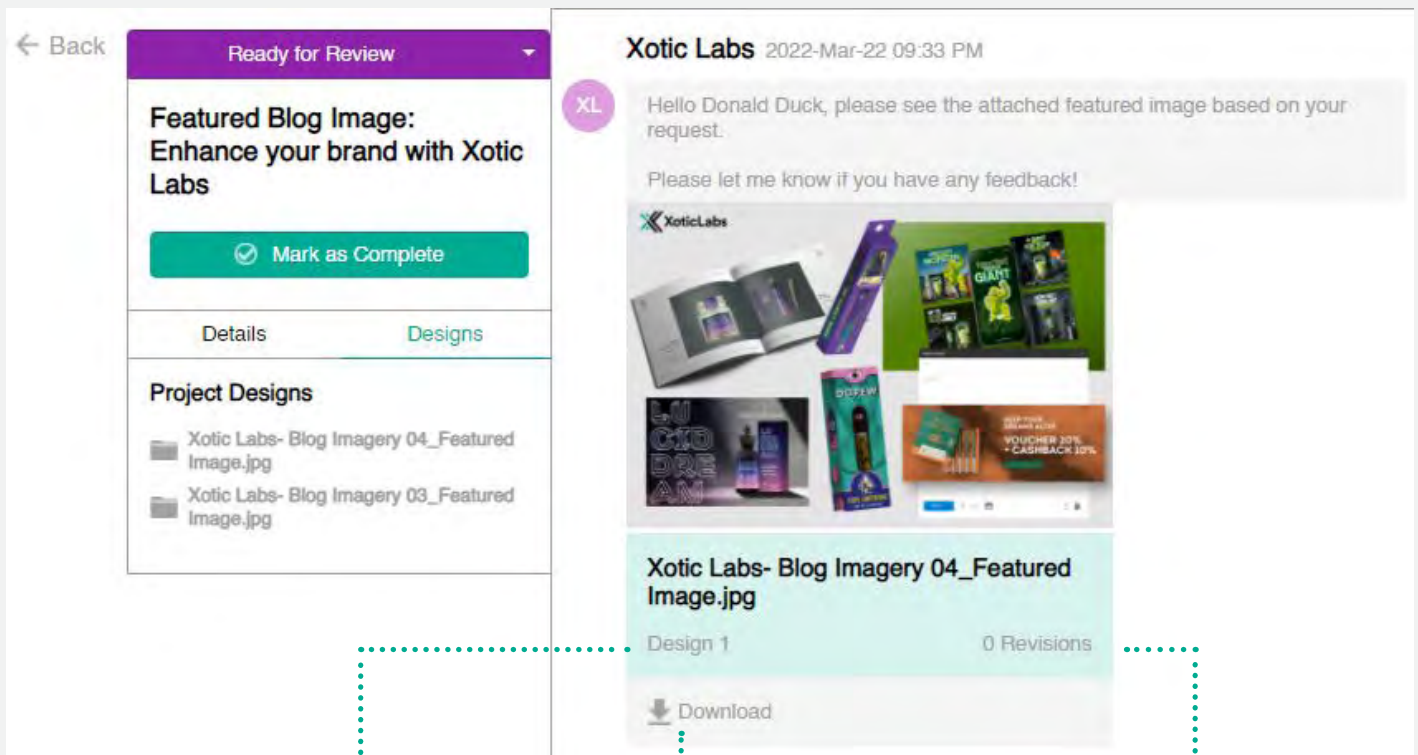 Back
Ready for Review
Featured Blog Image:
Enhance your brand with Xotic
Labs
Mark as Complete
Details
Designs
Project Designs
Xotic Labs- Blog Imagery 04_Featured
Image.jpg
Xotic Labs- Blog Imagery 03_Featured
Image.jpg
Xotic Labs 2022-Mar-22 09:33 PM
XL
Hello Donald Duck, please see the attached featured image based on your
request.
Please let me know if you have any feedback!
XoticLabs
GIANT
LU
CID
DRE
AN
VOUCHER 20%
+ CASHBACK 10%
Xotic Labs- Blog Imagery 04_Featured
Image.jpg
Design 1
0 Revisions
Download